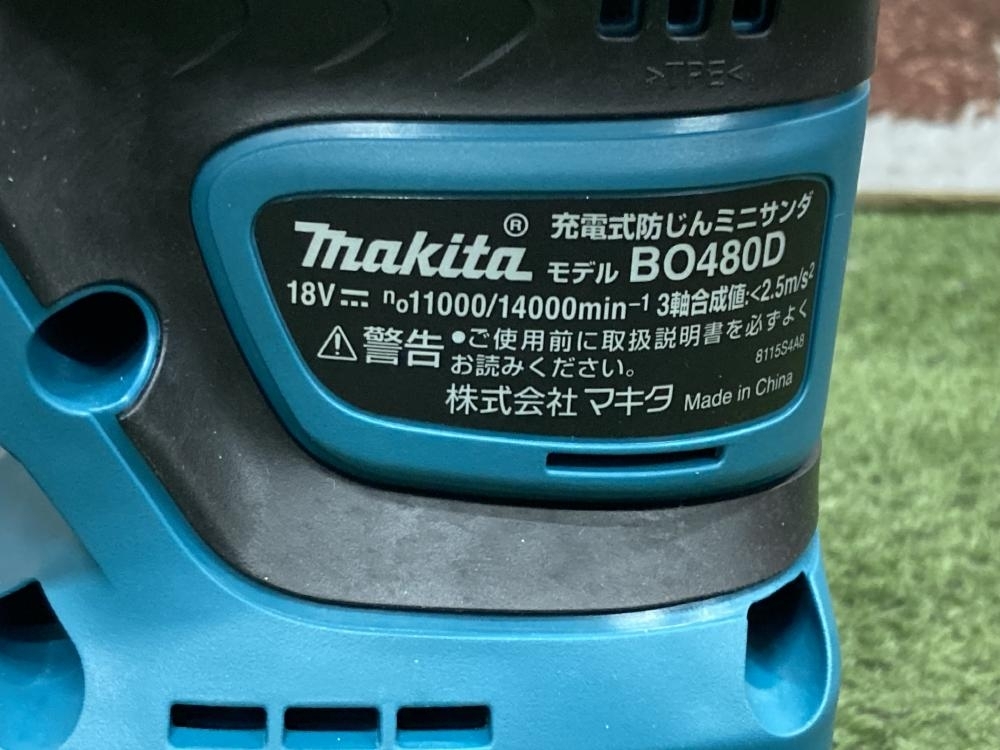 >TPE<
makita® 充電式防じんミニサンダ
モデル BO480D
18V⎓ n₀11000/14000min⁻¹ 3軸合成値:<2.5m/s²
⚠警告 ●ご使用前に取扱説明書を必ずよく
お読みください。 8115S4A8
株式会社 マキタ Made in China